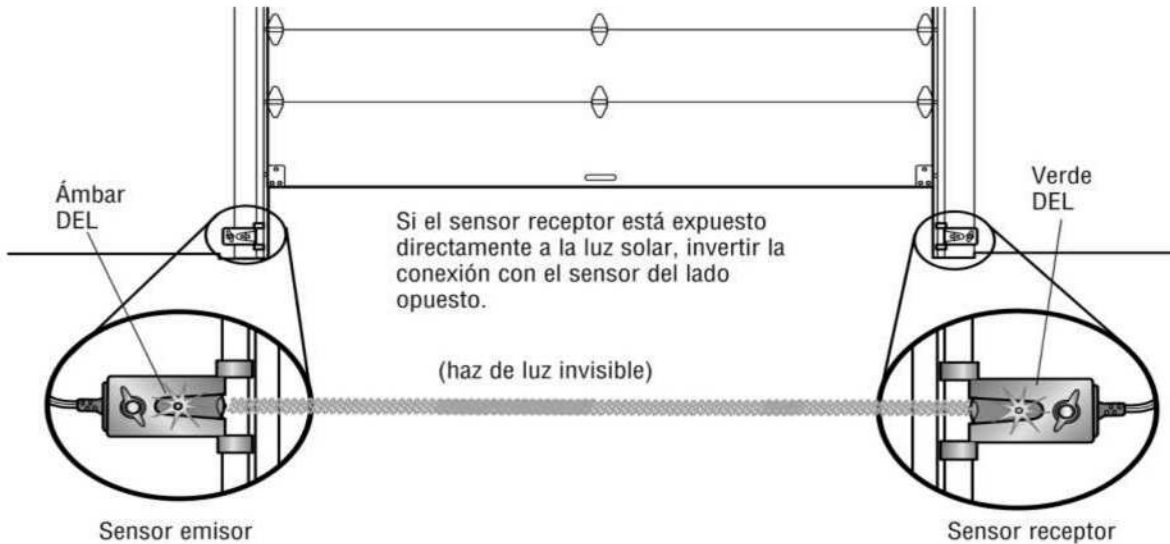 Ámbar
DEL
Si el sensor receptor está expuesto
directamente a la luz solar, invertir la
conexión con el sensor del lado
opuesto.
Verde
DEL
(haz de luz invisible)
Sensor emisor
Sensor receptor